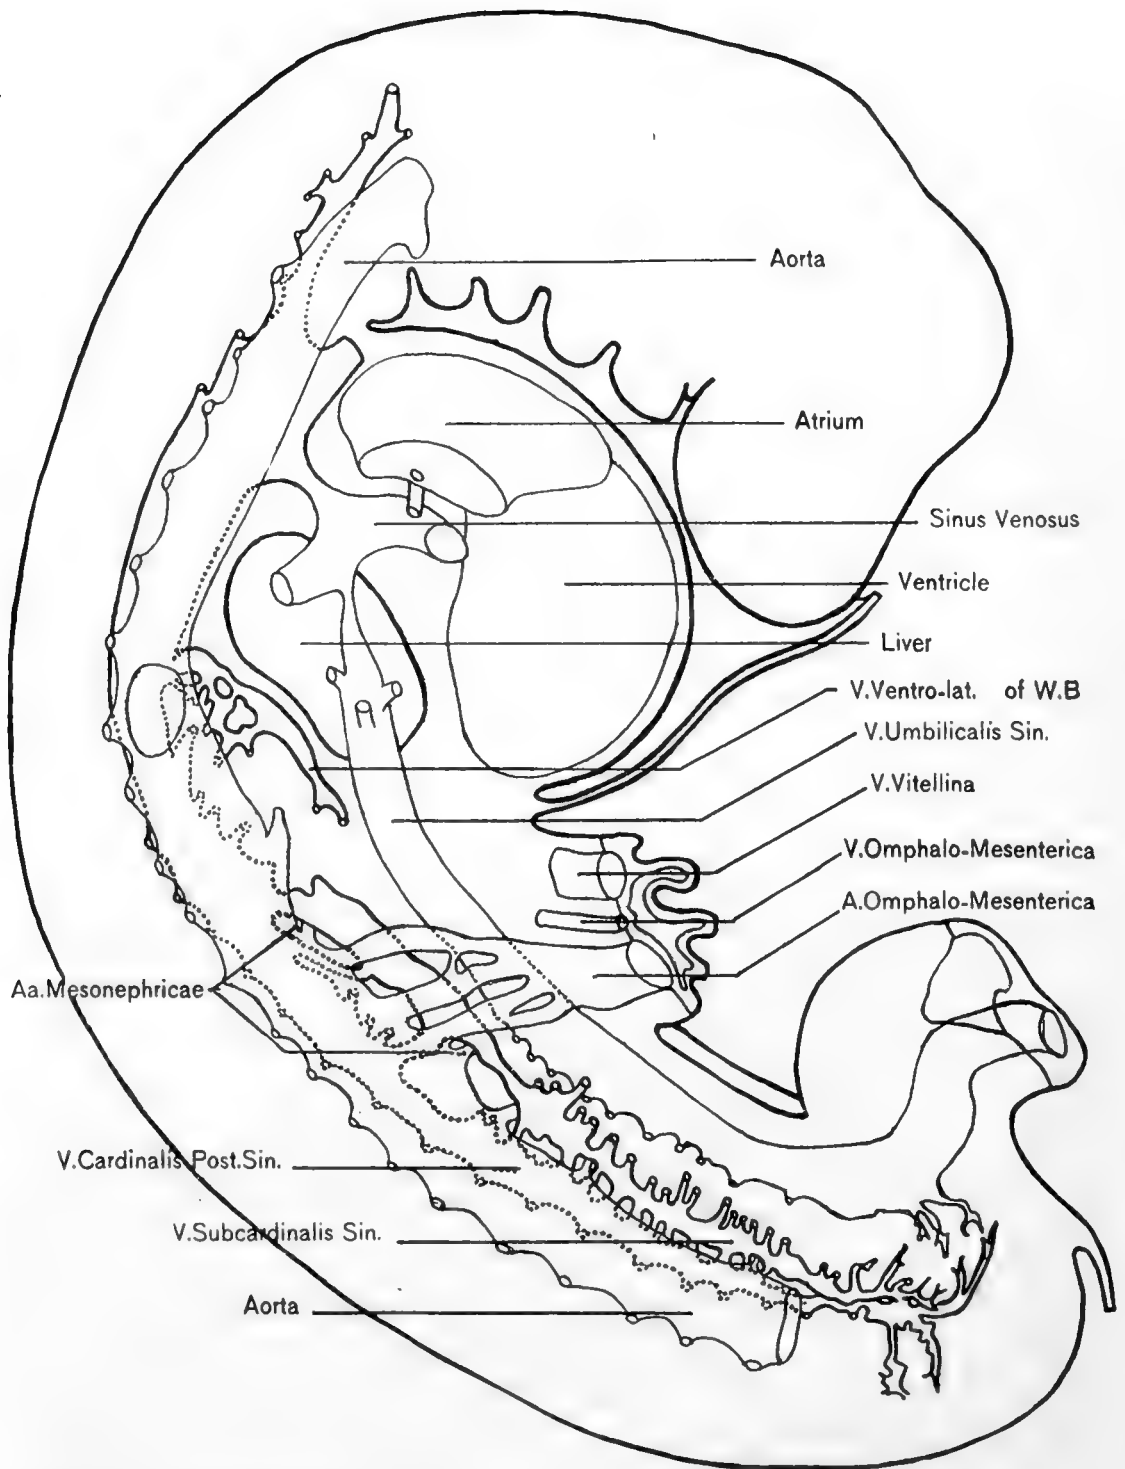 Aorta
Atrium
Sinus Venosus
Ventricle
Liver
V.Ventro-lat. of W.B
V.Umbilicalis Sin.
V.Vitellina
V.Omphalo-Mesenterica
A.Omphalo-Mesenterica
Aa.Mesonephricae
V.Cardinalis Post.Sin.
V.Subcardinalis Sin.
Aorta